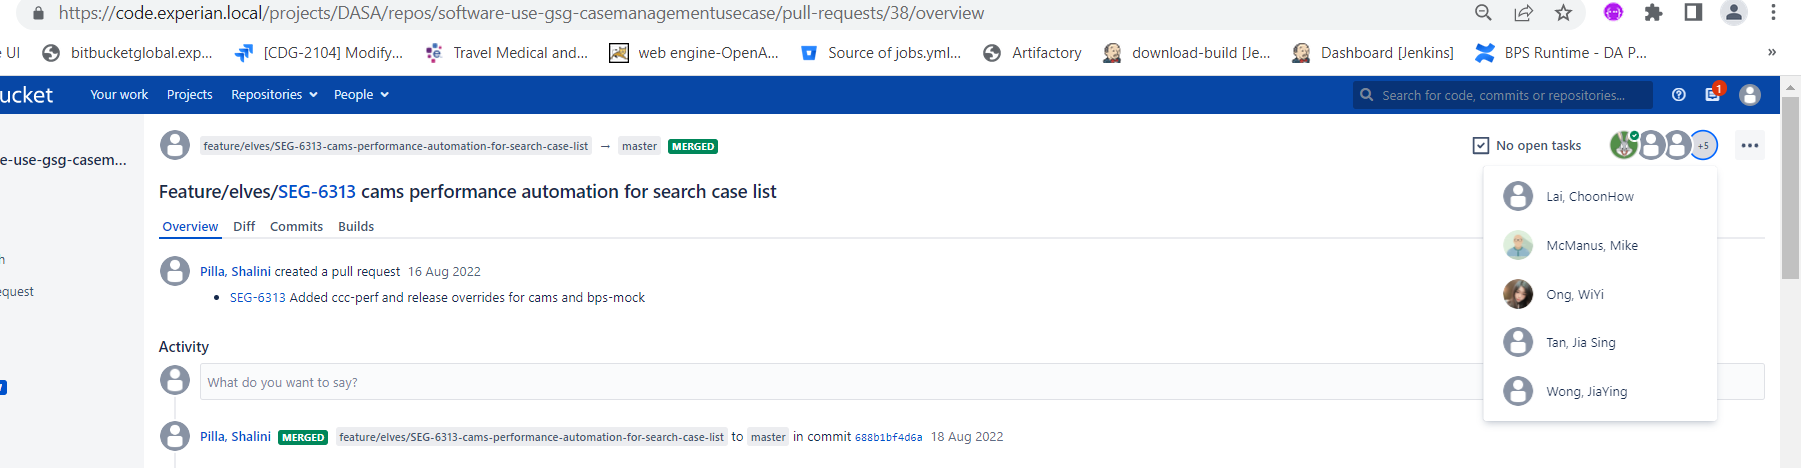 https://code.experian.local/projects/DASA/repos/software-use-gsg-casemanagementusecase/pull-requests/38/overview
e UI bitbucketglobal.exp... [CDG-2104] Modify... Travel Medical and... web engine-OpenA... Source of jobs.yml... Artifactory download-build [Je... Dashboard [Jenkins] BPS Runtime - DA P... »
ucket Your work Projects Repositories People Search for code, commits or repositories... 1
feature/elves/SEG-6313-cams-performance-automation-for-search-case-list → master MERGED No open tasks +5
e-use-gsg-casem...
Feature/elves/SEG-6313 cams performance automation for search case list
Overview Diff Commits Builds
Pilla, Shalini created a pull request 16 Aug 2022
• SEG-6313 Added ccc-perf and release overrides for cams and bps-mock
h
equest
Activity
What do you want to say?
Pilla, Shalini MERGED feature/elves/SEG-6313-cams-performance-automation-for-search-case-list to master in commit 688b1bf4d6a 18 Aug 2022
Lai, ChoonHow
McManus, Mike
Ong, WiYi
Tan, Jia Sing
Wong, JiaYing